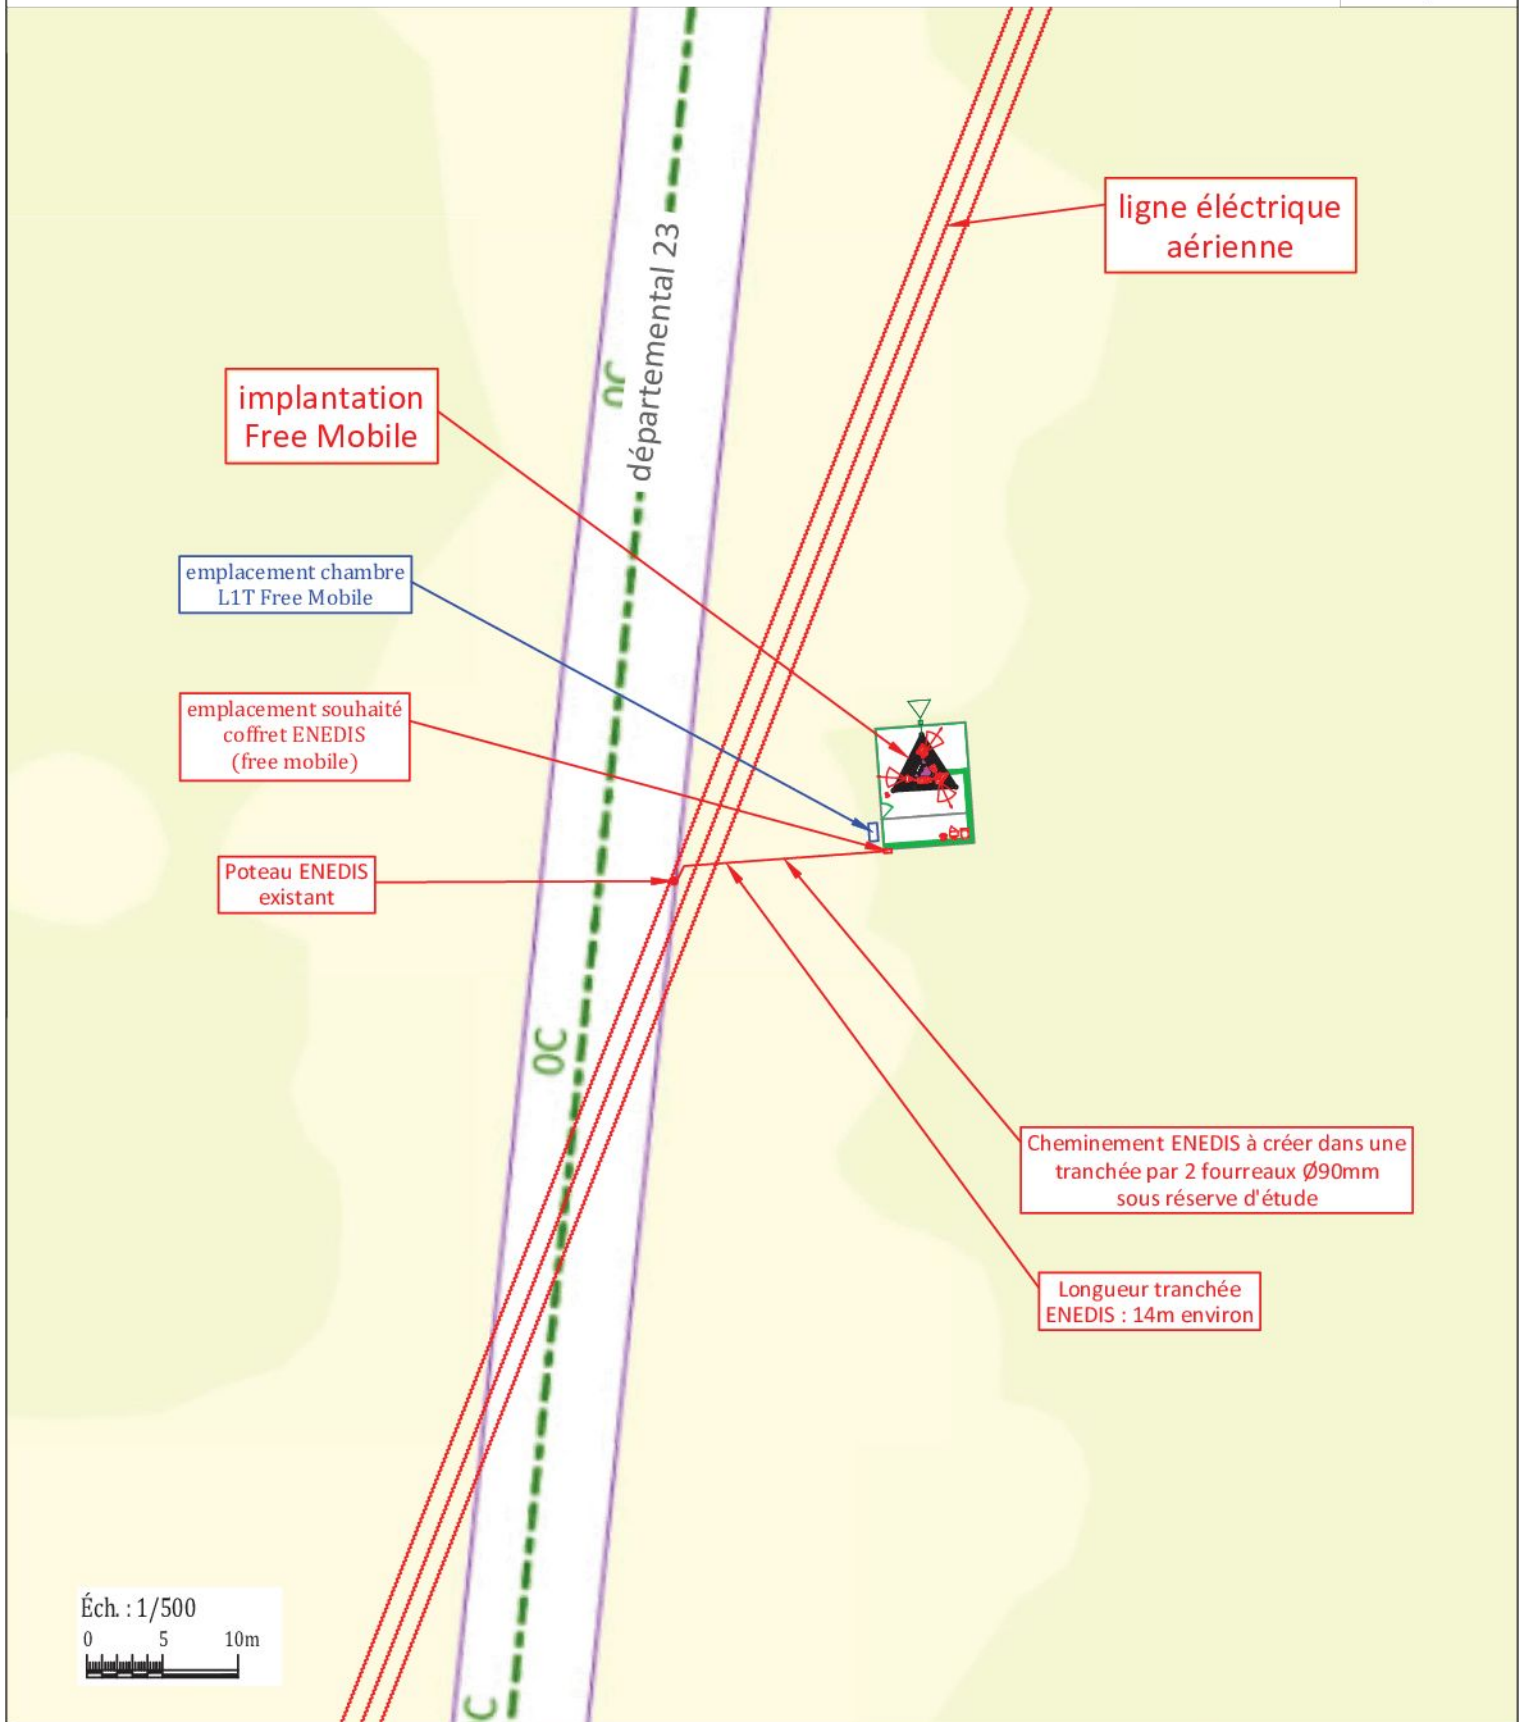 ligne éléctrique
aérienne
départemental 23
implantation
Free Mobile
0C
emplacement chambre
L1T Free Mobile
emplacement souhaité
coffret ENEDIS
(free mobile)
Poteau ENEDIS
existant
0C
Cheminement ENEDIS à créer dans une
tranchée par 2 fourreaux Ø90mm
sous réserve d'étude
Longueur tranchée
ENEDIS : 14m environ
Éch. : 1/500
0 5 10m
C